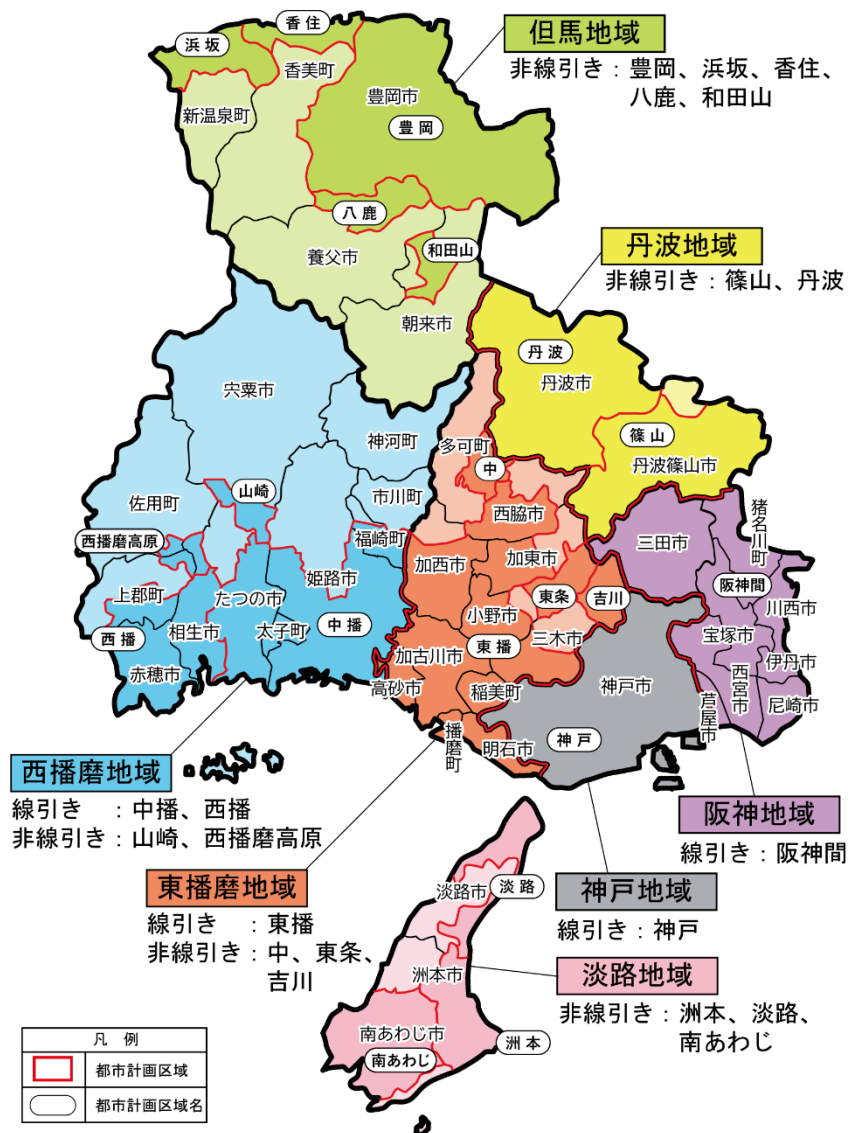 香住
浜坂
但馬地域
非線引き：豊岡、浜坂、香住、
八鹿、和田山
香美町
豊岡市
新温泉町
豊岡
八鹿
和田山
養父市
朝来市
丹波地域
非線引き：篠山、丹波
丹波
丹波市
篠山
丹波篠山市
宍粟市
神河町
多可町
中
佐用町
山崎
市川町
西脇市
猪名川町
西播磨高原
福崎町
加西市
加東市
三田市
阪神間
上郡町
姫路市
東条
吉川
川西市
たつの市
小野市
相生市
太子町
中播
東播
三木市
宝塚市
西播
赤穂市
加古川市
伊丹市
高砂市
稲美町
神戸市
西宮市
尼崎市
芦屋市
播磨町
明石市
神戸
西播磨地域
線引き　：中播、西播
非線引き：山崎、西播磨高原
阪神地域
線引き：阪神間
東播磨地域
線引き　：東播
非線引き：中、東条、
吉川
神戸地域
線引き：神戸
淡路市
淡路
洲本市
淡路地域
非線引き：洲本、淡路、
南あわじ
南あわじ市
南あわじ
洲本
凡例
都市計画区域
都市計画区域名